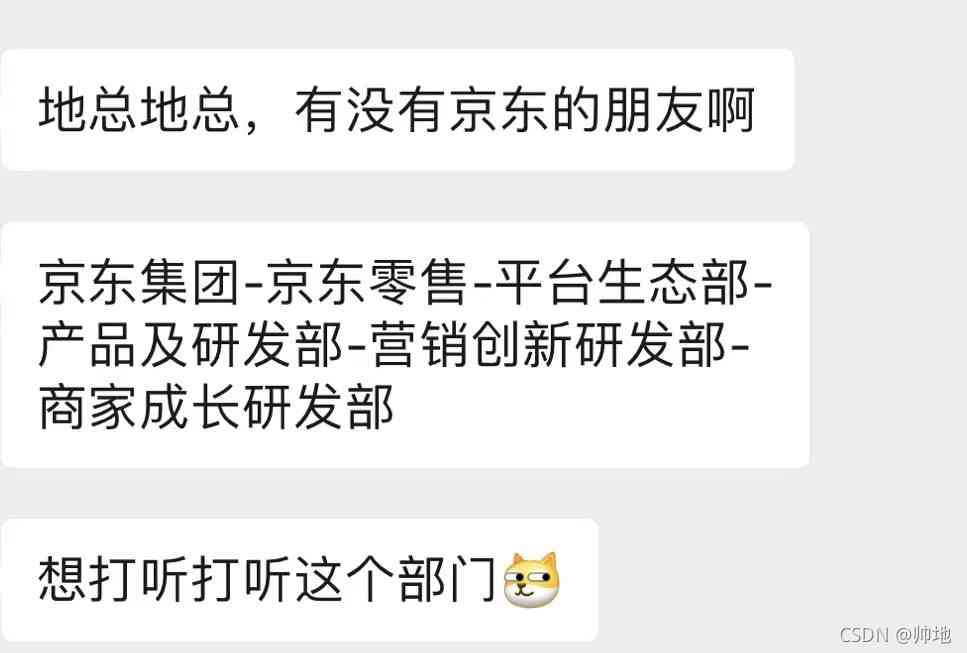 地总地总，有没有京东的朋友啊
京东集团-京东零售-平台生态部-
产品及研发部-营销创新研发部-
商家成长研发部
想打听打听这个部门
CSDN @帅地